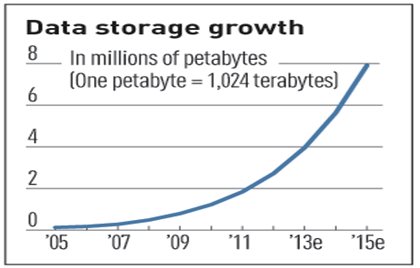 Data storage growth
8
In millions of petabytes
(One petabyte = 1,024 terabytes)
6
4
2
0
'05 '07 '09 '11 '13e '15e